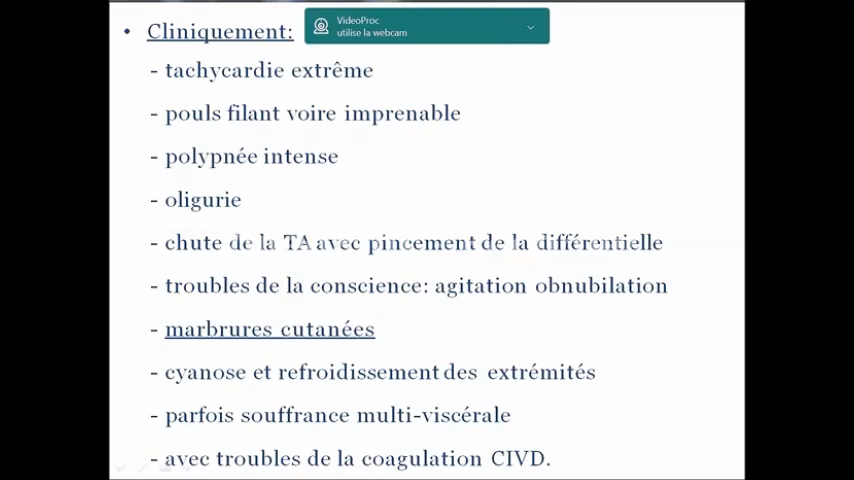 • Cliniquement:
VideoProc
utilise la webcam
- tachycardie extrême
- pouls filant voire imprenable
- polypnée intense
- oligurie
- chute de la TA avec pincement de la différentielle
- troubles de la conscience: agitation obnubilation
- marbrures cutanées
- cyanose et refroidissement des extrémités
- parfois souffrance multi-viscérale
- avec troubles de la coagulation CIVD.